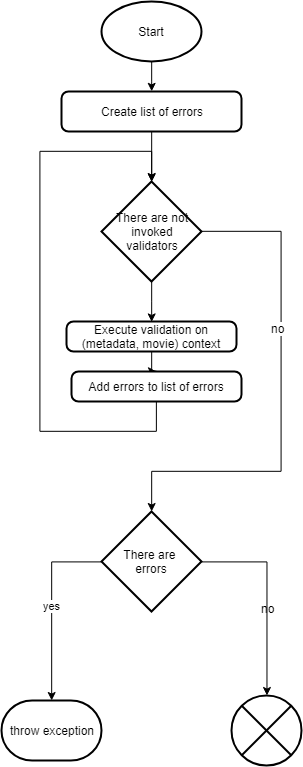 Start
Create list of errors
There are not
invoked
validators
no
Execute validation on
(metadata, movie) context
Add errors to list of errors
There are
errors
yes
no
throw exception